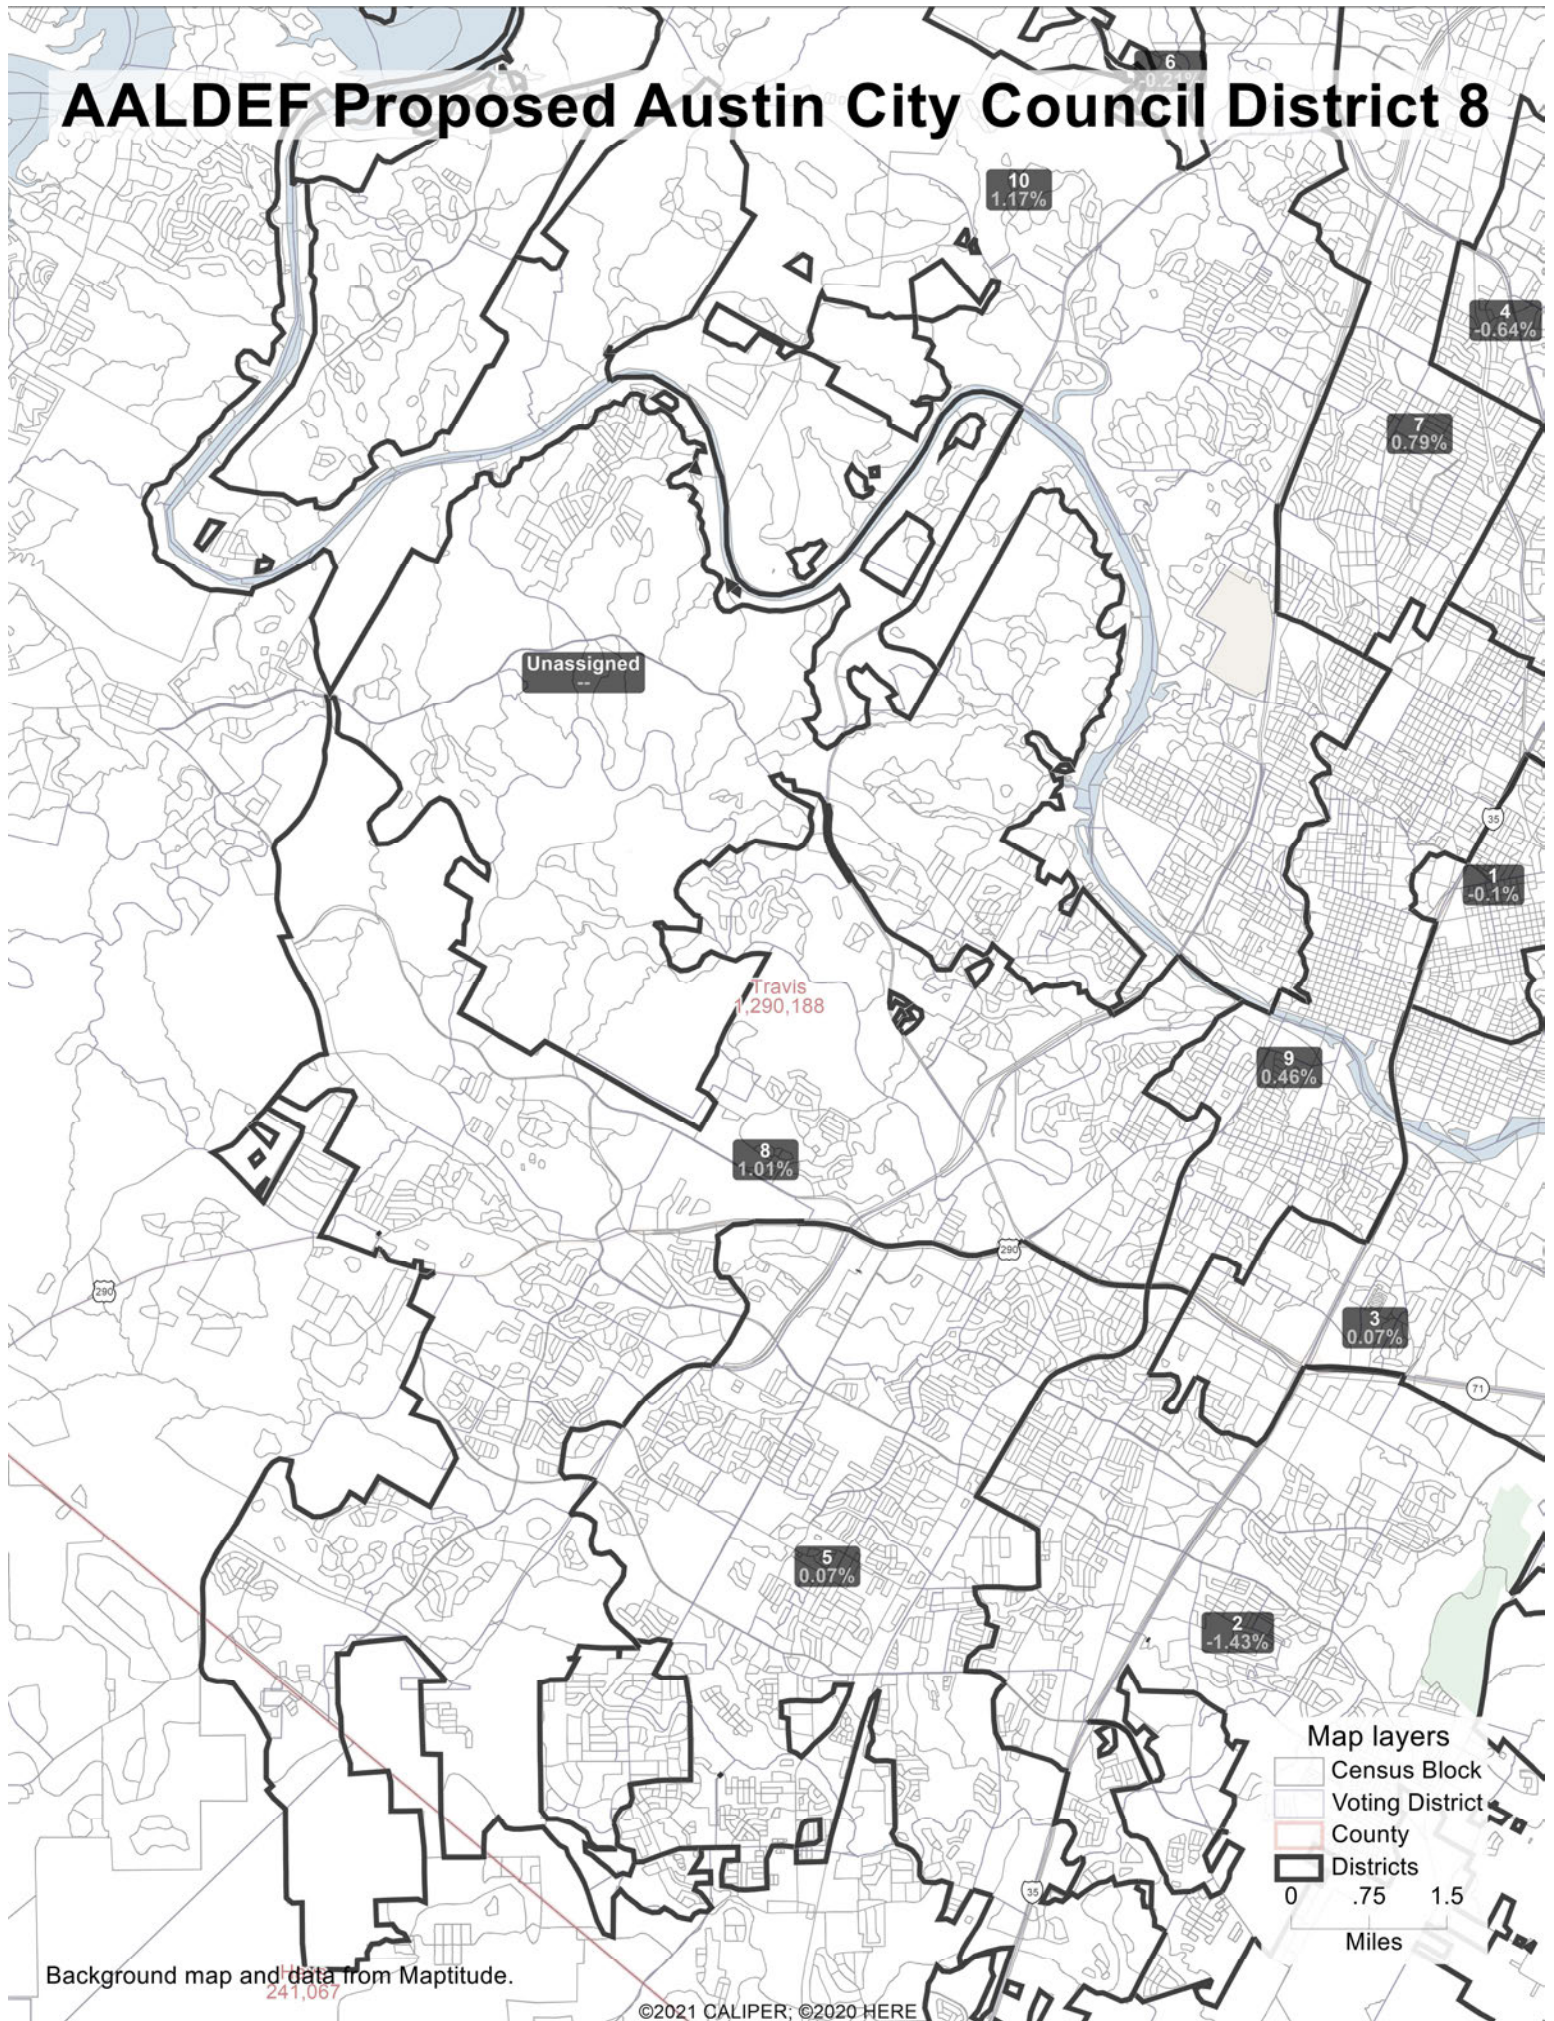 6
-0.21%
AALDEF Proposed Austin City Council District 8
10
1.17%
4
-0.64%
7
0.79%
Unassigned
--
35
1
-0.1%
Travis
1,290,188
9
0.46%
8
1.01%
290
290
3
0.07%
71
5
0.07%
2
-1.43%
Map layers
Census Block
Voting District
County
Districts
0 .75 1.5
Miles
35
Background map and data from Maptitude.
Hays
241,067
©2021 CALIPER; ©2020 HERE